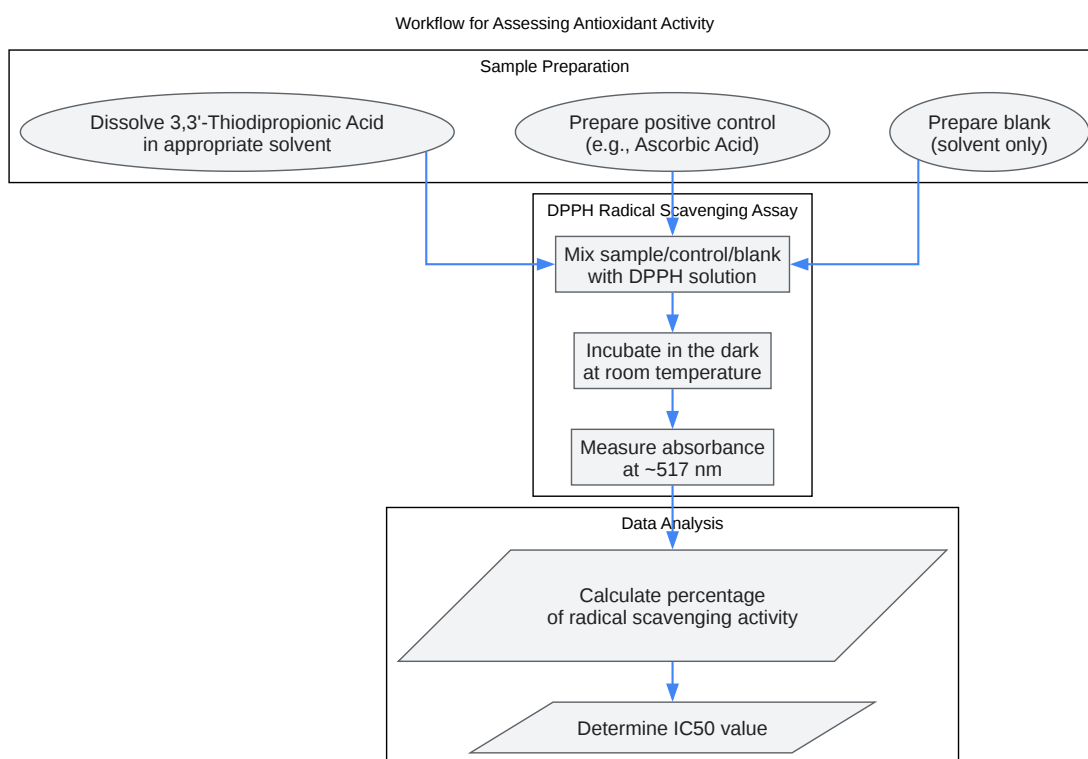 Workflow for Assessing Antioxidant Activity
Sample Preparation
Dissolve 3,3'-Thiodipropionic Acid
in appropriate solvent
Prepare positive control
(e.g., Ascorbic Acid)
Prepare blank
(solvent only)
DPPH Radical Scavenging Assay
Mix sample/control/blank
with DPPH solution
Incubate in the dark
at room temperature
Measure absorbance
at ~517 nm
Data Analysis
Calculate percentage
of radical scavenging activity
Determine IC50 value